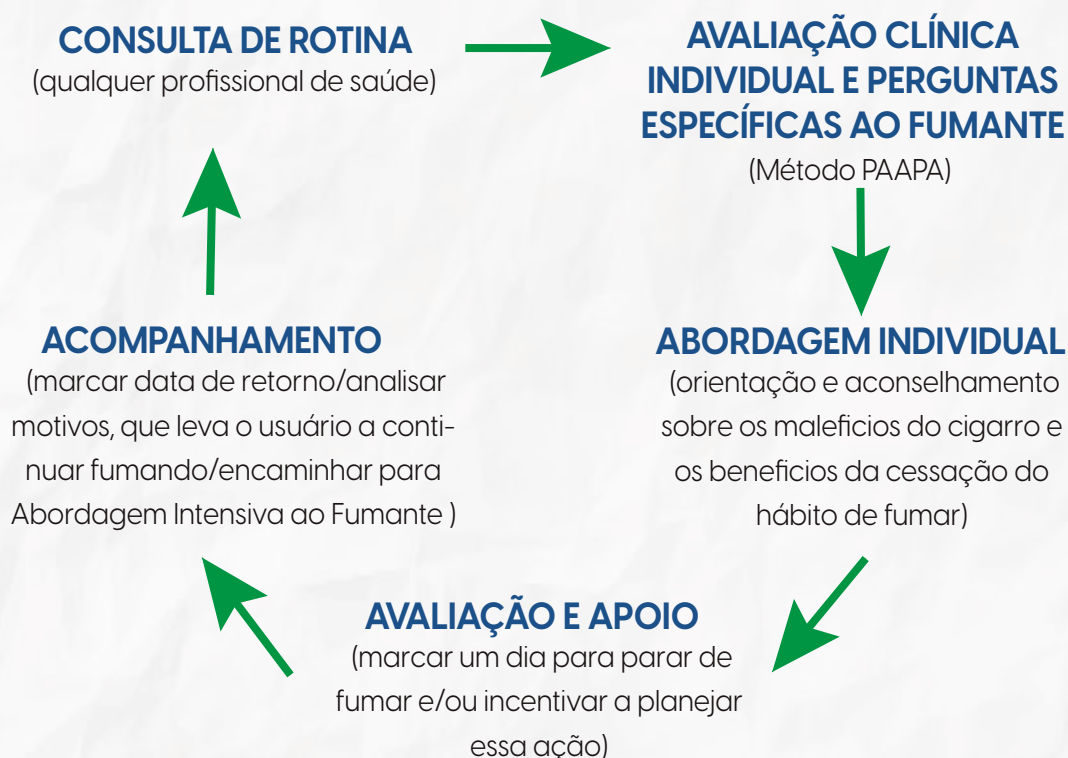 CONSULTA DE ROTINA
(qualquer profissional de saúde)
AVALIAÇÃO CLÍNICA
INDIVIDUAL E PERGUNTAS
ESPECÍFICAS AO FUMANTE
(Método PAAPA)
ABORDAGEM INDIVIDUAL
(orientação e aconselhamento
sobre os maleficios do cigarro e
os beneficios da cessação do
hábito de fumar)
AVALIAÇÃO E APOIO
(marcar um dia para parar de
fumar e/ou incentivar a planejar
essa ação)
ACOMPANHAMENTO
(marcar data de retorno/analisar
motivos, que leva o usuário a conti-
nuar fumando/encaminhar para
Abordagem Intensiva ao Fumante )